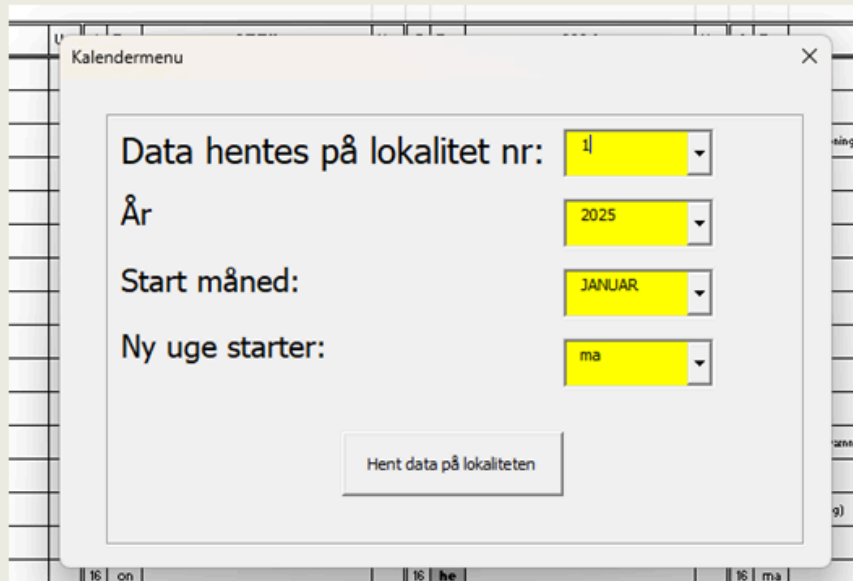 Kalendermenu
Data hentes på lokalitet nr: 1
År 2025
Start måned: JANUAR
Ny uge starter: ma
Hent data på lokaliteten
16 on 16 he 16 ma